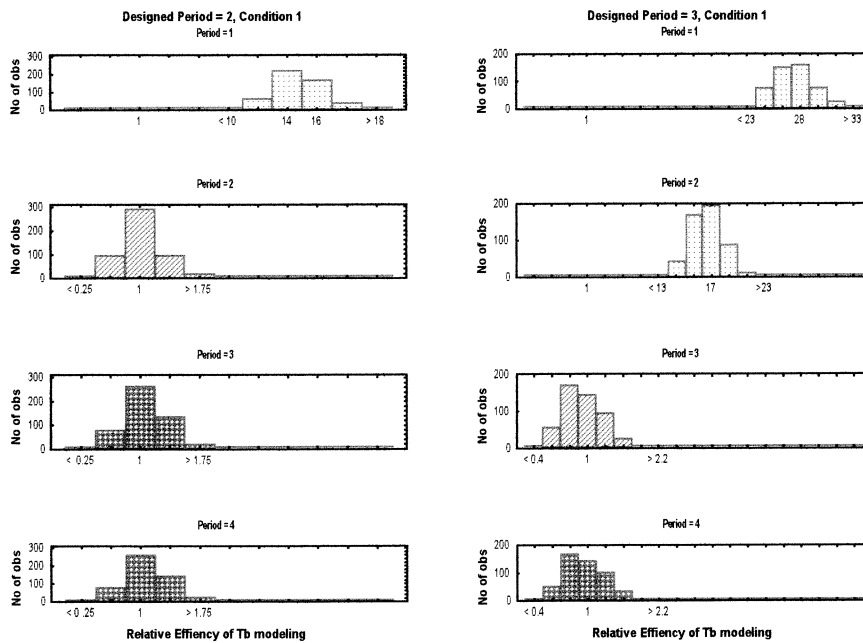 Designed Period = 2, Condition 1
Period = 1
No of obs
300
200
100
0
1 < 10 14 16 > 18
Period = 2
No of obs
300
200
100
0
< 0.25 1 > 1.75
Period = 3
No of obs
300
200
100
0
< 0.25 1 > 1.75
Period = 4
No of obs
300
200
100
0
< 0.25 1 > 1.75
Relative Effiency of Tb modeling
Designed Period = 3, Condition 1
Period = 1
No of obs
200
100
0
1 < 23 28 > 33
Period = 2
No of obs
200
100
0
1 < 13 17 >23
Period = 3
No of obs
200
100
0
< 0.4 1 > 2.2
Period = 4
No of obs
200
100
0
< 0.4 1 > 2.2
Relative Effiency of Tb modeling